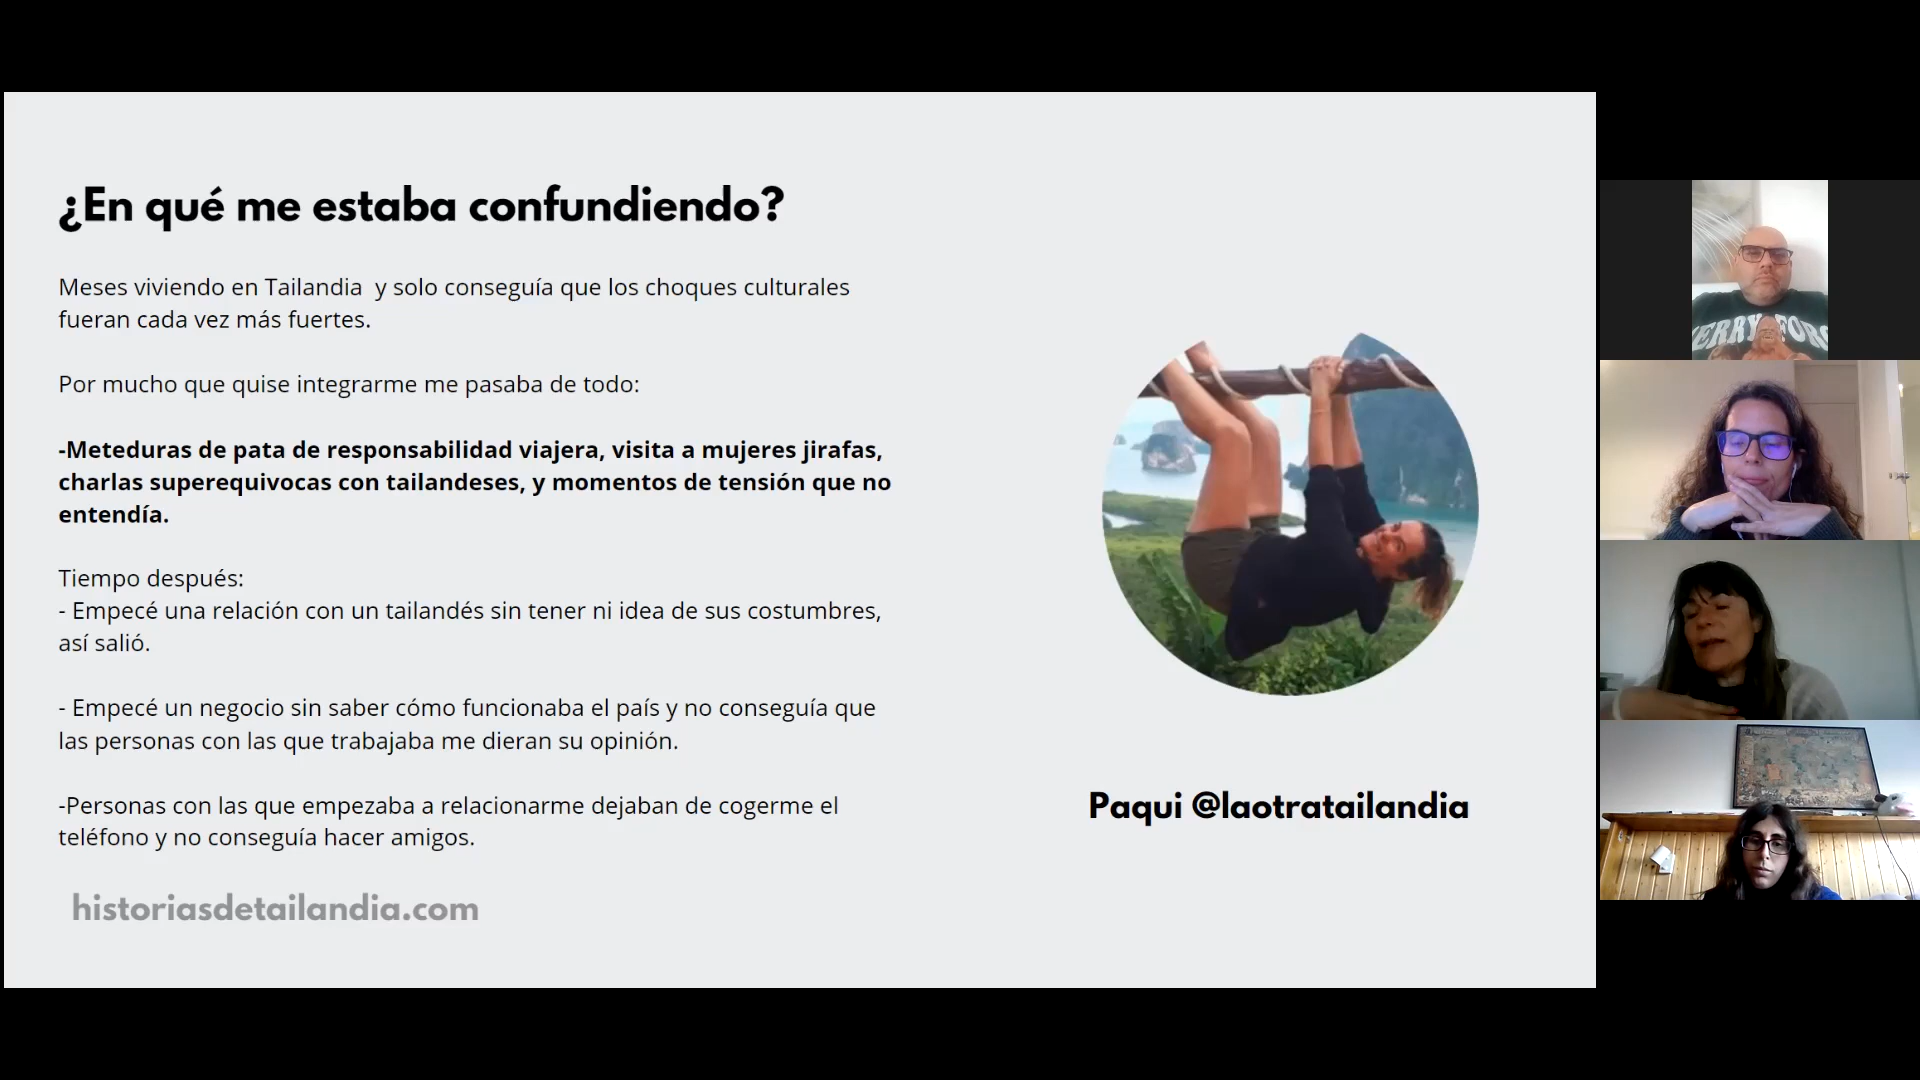 ¿En qué me estaba confundiendo?
Meses viviendo en Tailandia  y solo conseguía que los choques culturales
fueran cada vez más fuertes.
Por mucho que quise integrarme me pasaba de todo:
-Meteduras de pata de responsabilidad viajera, visita a mujeres jirafas,
charlas superequivocas con tailandeses, y momentos de tensión que no
entendía.
Tiempo después:
- Empecé una relación con un tailandés sin tener ni idea de sus costumbres,
así salió.
- Empecé un negocio sin saber cómo funcionaba el país y no conseguía que
las personas con las que trabajaba me dieran su opinión.
-Personas con las que empezaba a relacionarme dejaban de cogerme el
teléfono y no conseguía hacer amigos.
historiasdetailandia.com
Paqui @laotratailandia